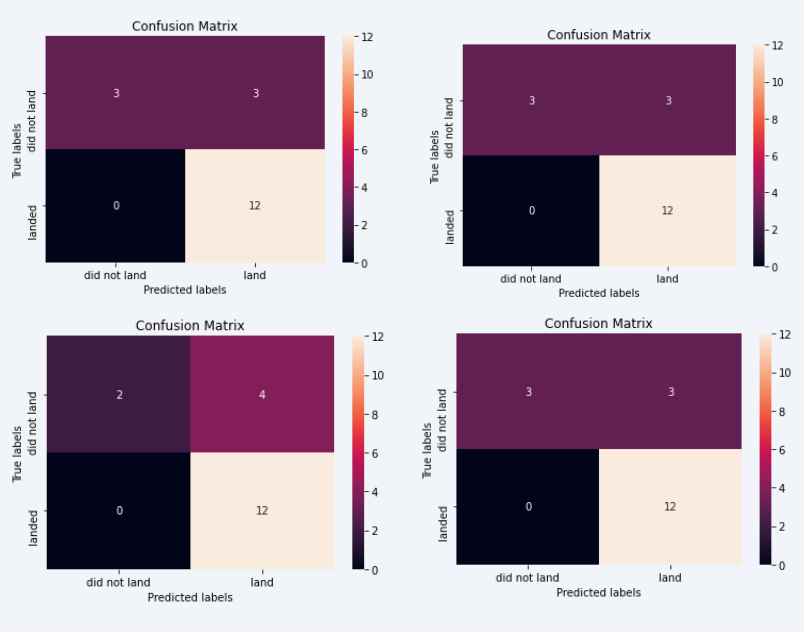 Confusion Matrix
True labels
did not land
landed
3
3
0
12
did not land
land
Predicted labels
12
10
8
6
4
2
0
Confusion Matrix
True labels
did not land
landed
3
3
0
12
did not land
land
Predicted labels
12
10
8
6
4
2
0
Confusion Matrix
True labels
did not land
landed
2
4
0
12
did not land
land
Predicted labels
12
10
8
6
4
2
0
Confusion Matrix
True labels
did not land
landed
3
3
0
12
did not land
land
Predicted labels
12
10
8
6
4
2
0